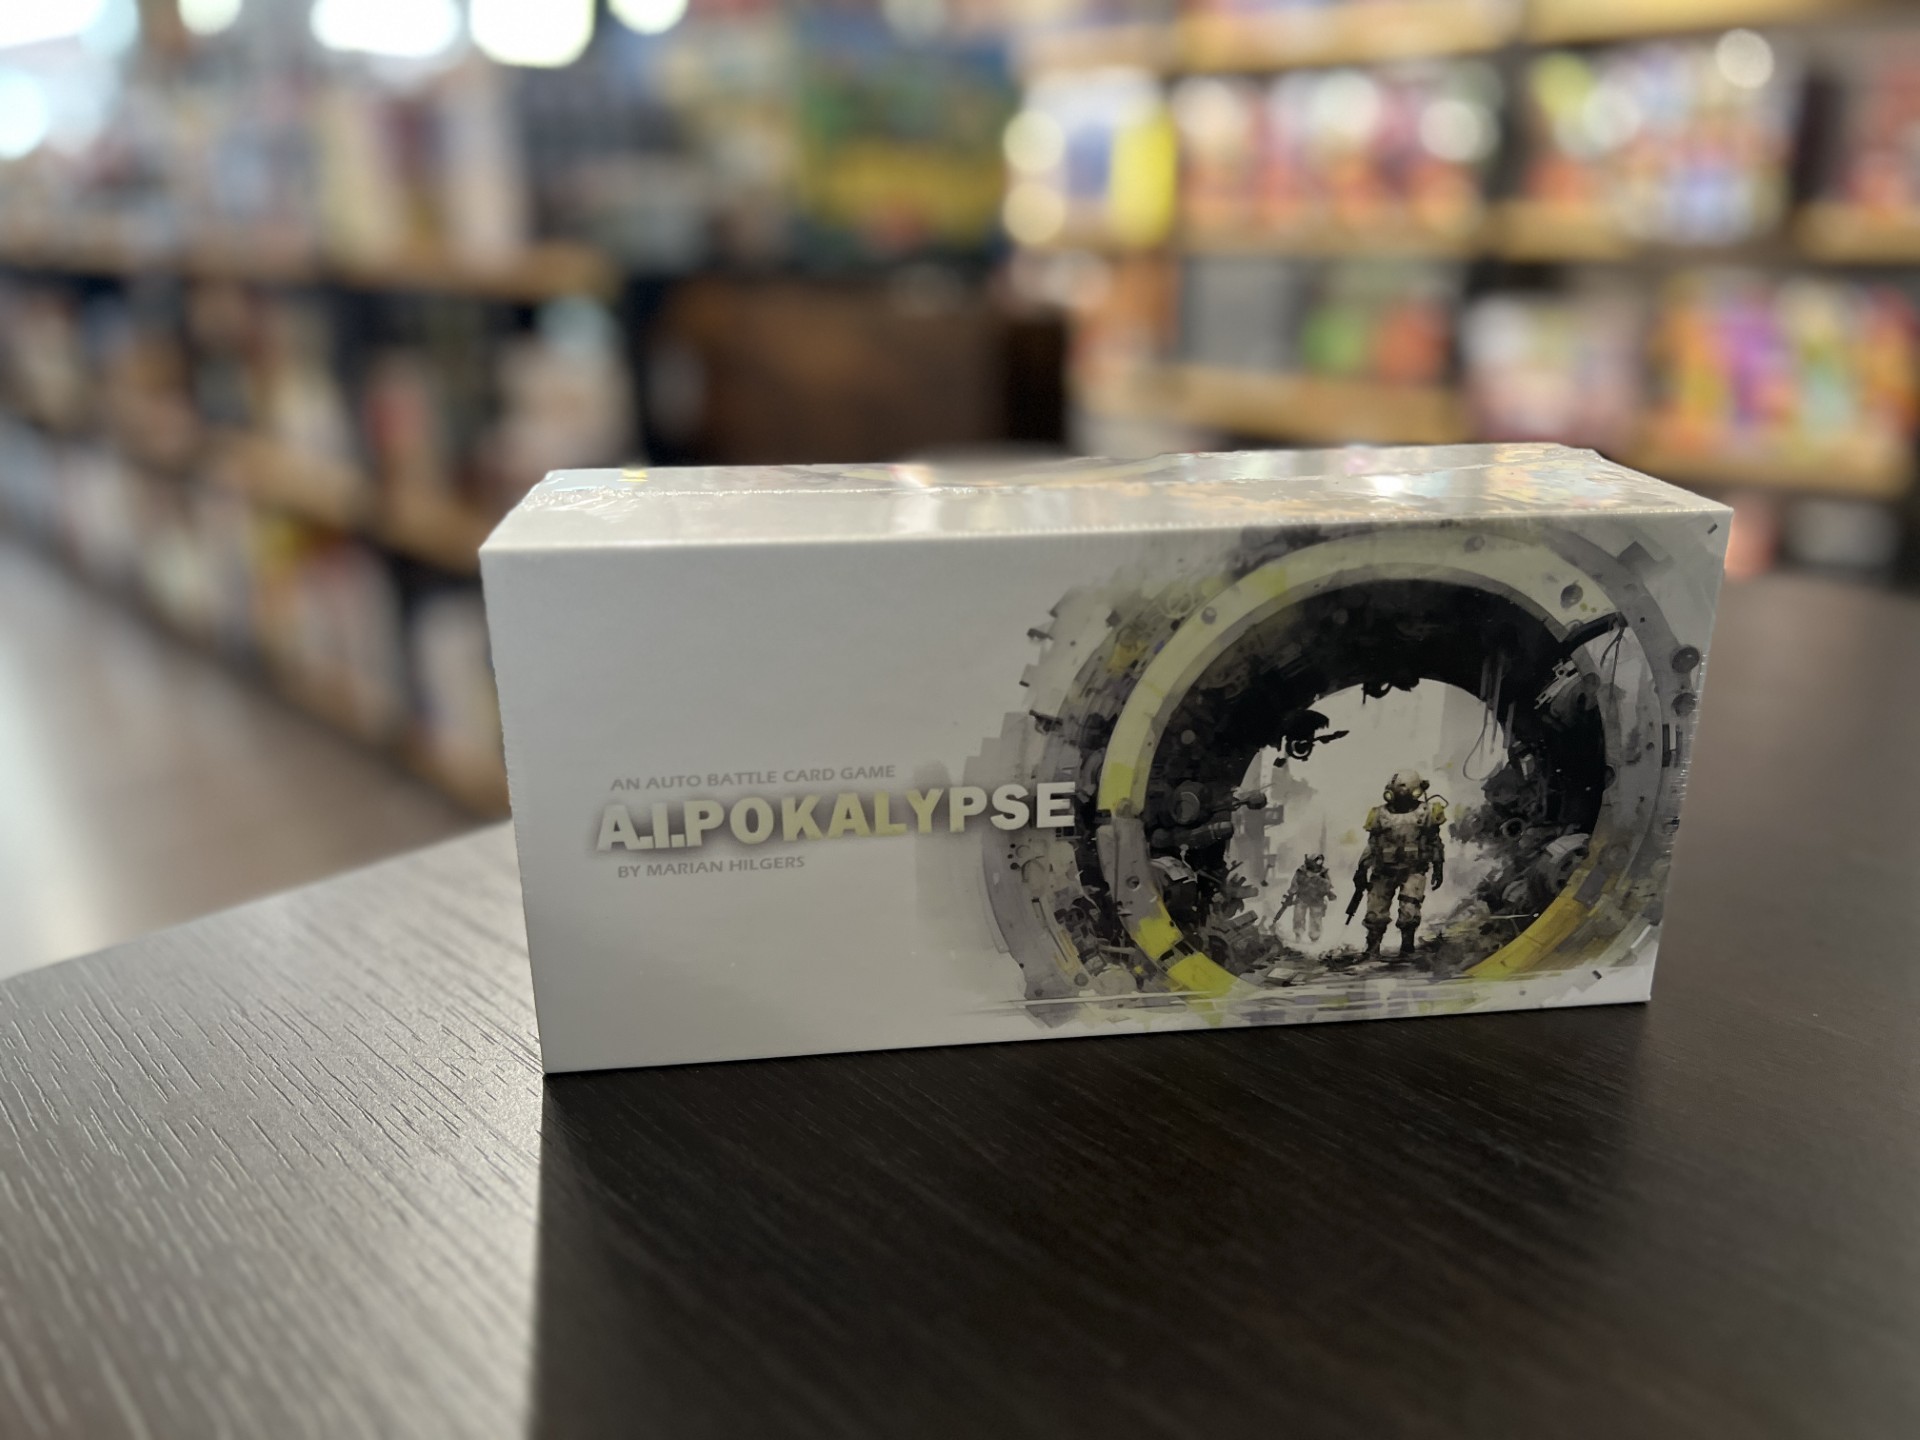 AN AUTO BATTLE CARD GAME
A.I.POKALYPSE
BY MARIAN HILGERS